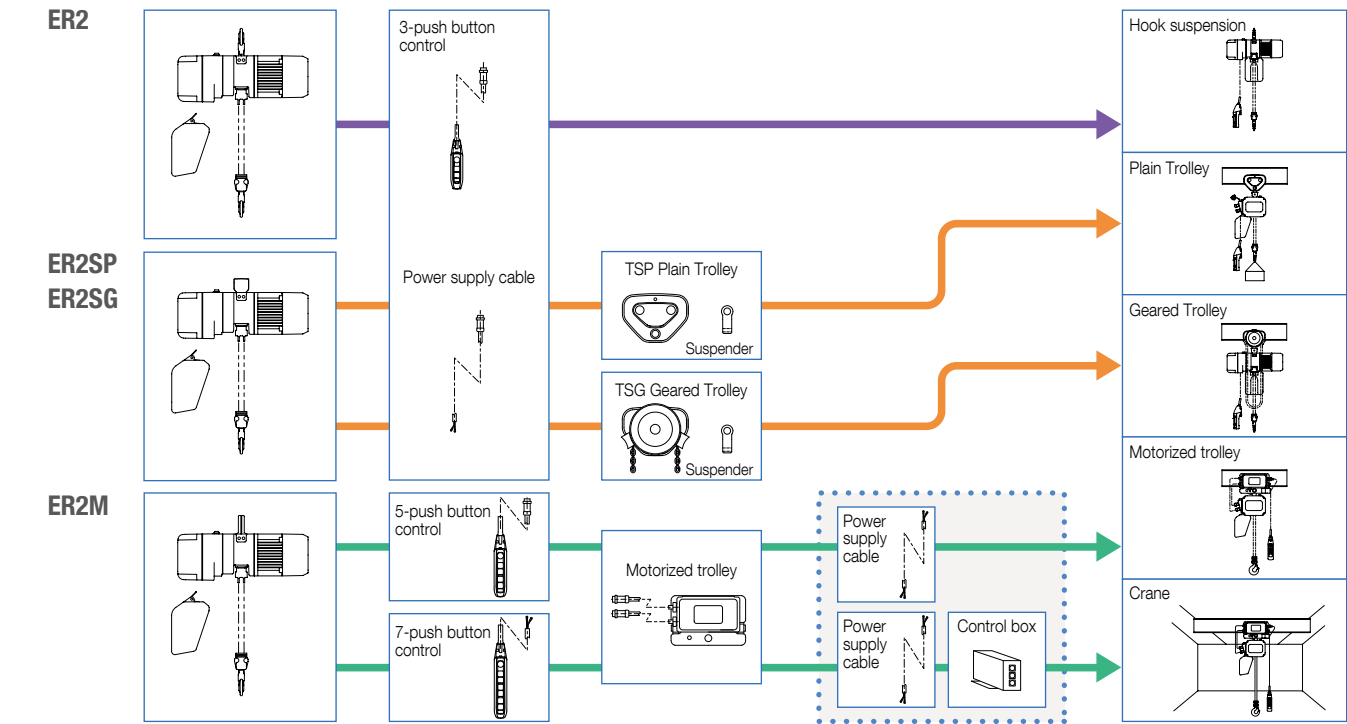 ER2
3-push button
control
Hook suspension
Plain Trolley
ER2SP
ER2SG
Power supply cable
TSP Plain Trolley
Suspender
Geared Trolley
TSG Geared Trolley
Suspender
Motorized trolley
ER2M
5-push button
control
Power
supply
cable
Motorized trolley
Crane
7-push button
control
Power
supply
cable
Control box